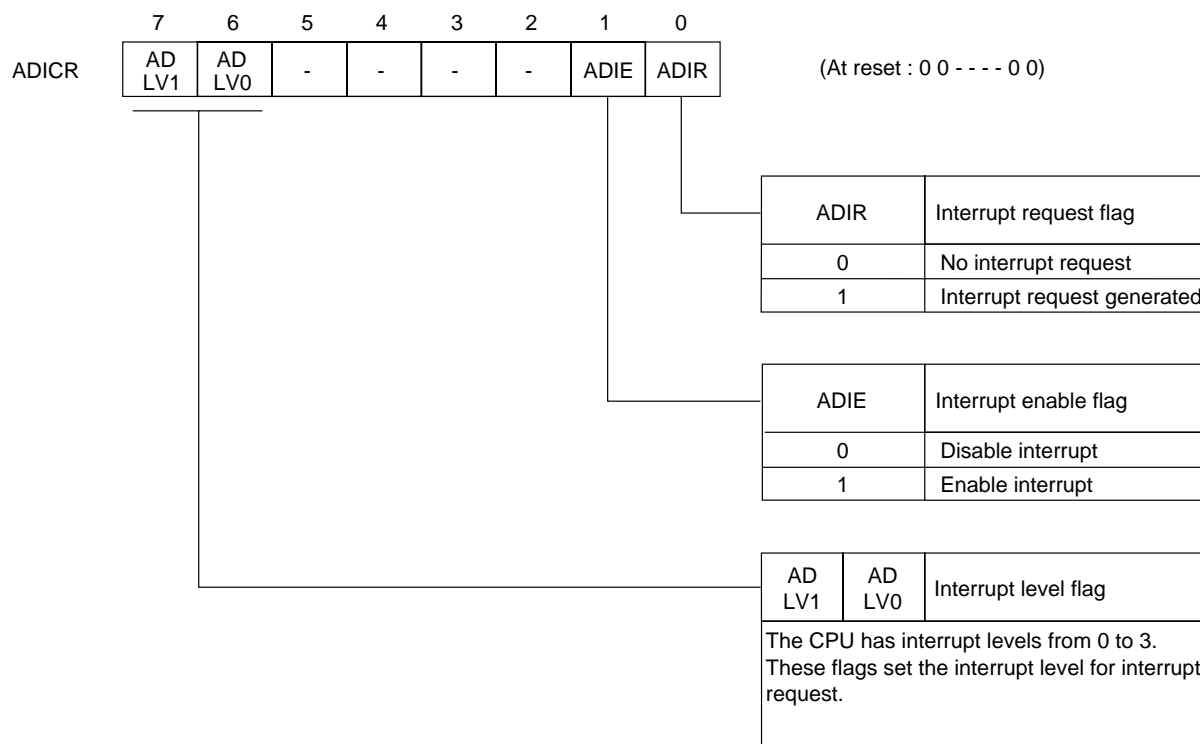 7 6 5 4 3 2 1 0
ADICR AD LV1 AD LV0 - - - - ADIE ADIR (At reset : 0 0 - - - - 0 0)
ADIR Interrupt request flag
0 No interrupt request
1 Interrupt request generated
ADIE Interrupt enable flag
0 Disable interrupt
1 Enable interrupt
AD LV1 AD LV0 Interrupt level flag
The CPU has interrupt levels from 0 to 3.
These flags set the interrupt level for interrupt
request.